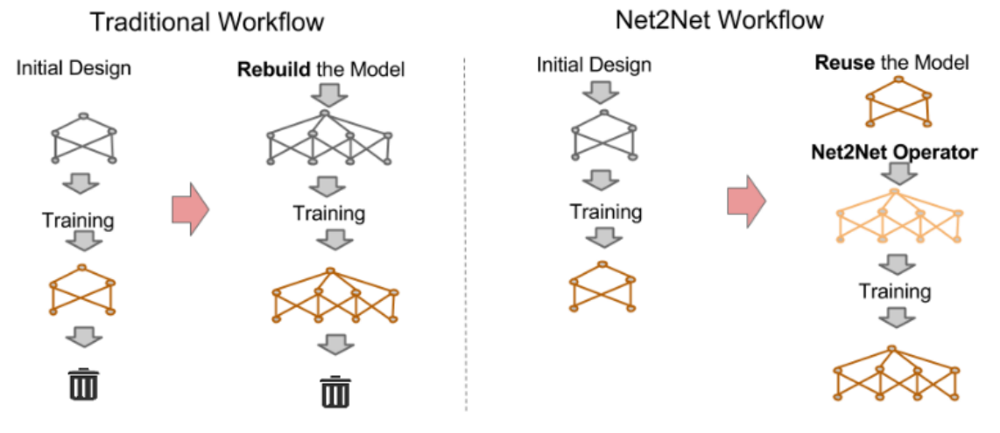 Traditional Workflow
Initial Design
Training
Rebuild the Model
Training
Net2Net Workflow
Initial Design
Training
Reuse the Model
Net2Net Operator
Training